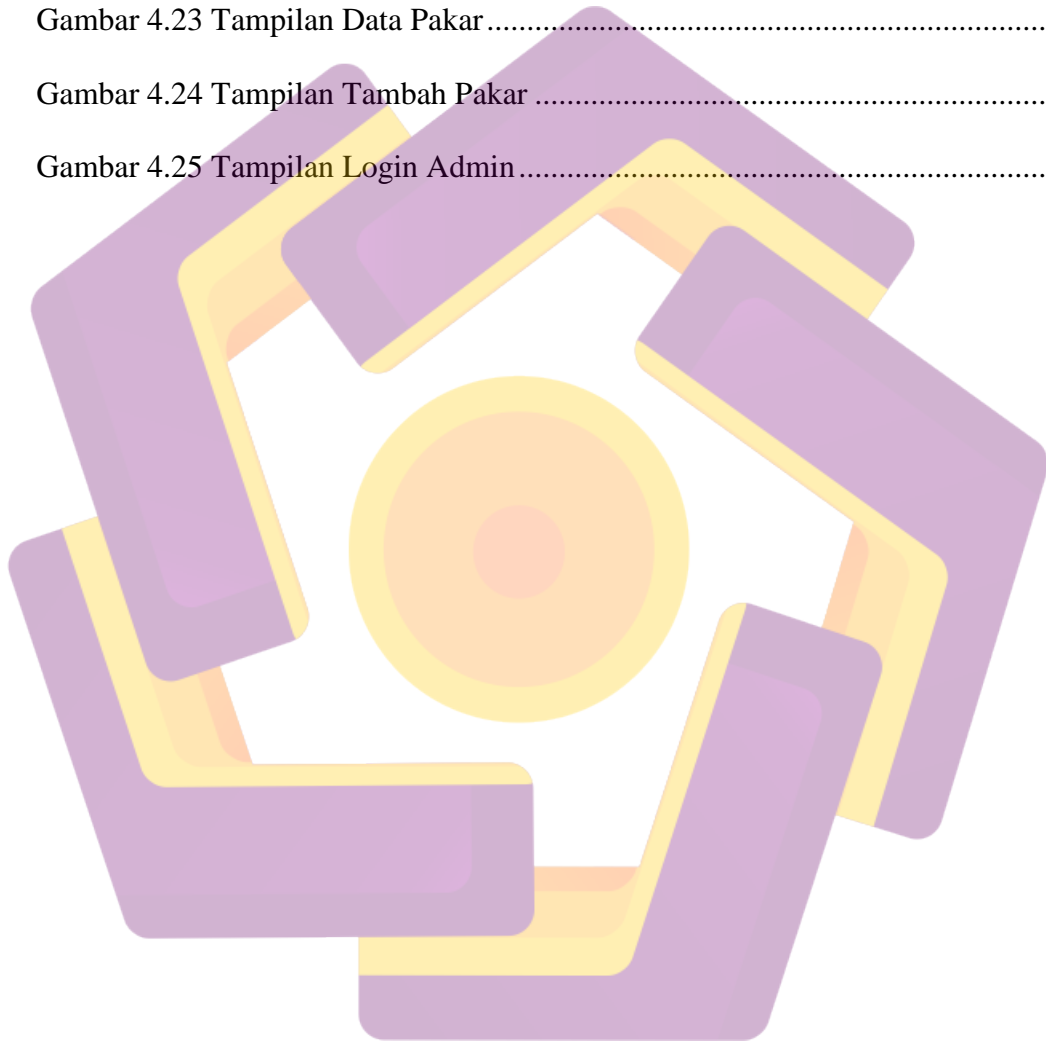 Gambar 4.23 Tampilan Data Pakar......................................................................
Gambar 4.24 Tampilan Tambah Pakar ................................................................
Gambar 4.25 Tampilan Login Admin..................................................................